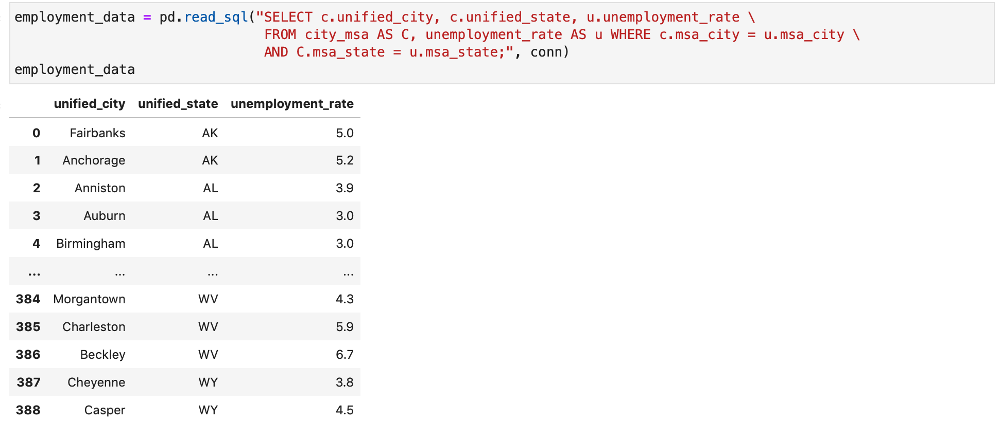 employment_data = pd.read_sql("SELECT c.unified_city, c.unified_state, u.unemployment_rate \
FROM city_msa AS C, unemployment_rate AS u WHERE c.msa_city = u.msa_city \
AND C.msa_state = u.msa_state;", conn)
employment_data
unified_city unified_state unemployment_rate
0 Fairbanks AK 5.0
1 Anchorage AK 5.2
2 Anniston AL 3.9
3 Auburn AL 3.0
4 Birmingham AL 3.0
... ... ... ...
384 Morgantown WV 4.3
385 Charleston WV 5.9
386 Beckley WV 6.7
387 Cheyenne WY 3.8
388 Casper WY 4.5